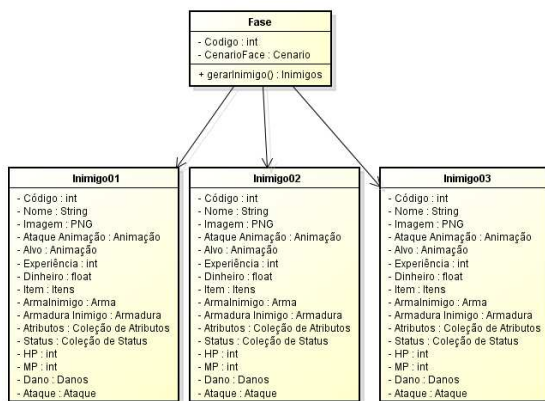 Fase
- Codigo : int
- CenarioFace : Cenario
+ gerarInimigo() : Inimigos
Inimigo01
- Código : int
- Nome : String
- Imagem : PNG
- Ataque Animação : Animação
- Alvo : Animação
- Experiência : int
- Dinheiro : float
- Item : Itens
- ArmaInimigo : Arma
- Armadura Inimigo : Armadura
- Atributos : Coleção de Atributos
- Status : Coleção de Status
- HP : int
- MP : int
- Dano : Danos
- Ataque : Ataque
Inimigo02
- Código : int
- Nome : String
- Imagem : PNG
- Ataque Animação : Animação
- Alvo : Animação
- Experiência : int
- Dinheiro : float
- Item : Itens
- ArmaInimigo : Arma
- Armadura Inimigo : Armadura
- Atributos : Coleção de Atributos
- Status : Coleção de Status
- HP : int
- MP : int
- Dano : Danos
- Ataque : Ataque
Inimigo03
- Código : int
- Nome : String
- Imagem : PNG
- Ataque Animação : Animação
- Alvo : Animação
- Experiência : int
- Dinheiro : float
- Item : Itens
- ArmaInimigo : Arma
- Armadura Inimigo : Armadura
- Atributos : Coleção de Atributos
- Status : Coleção de Status
- HP : int
- MP : int
- Dano : Danos
- Ataque : Ataque